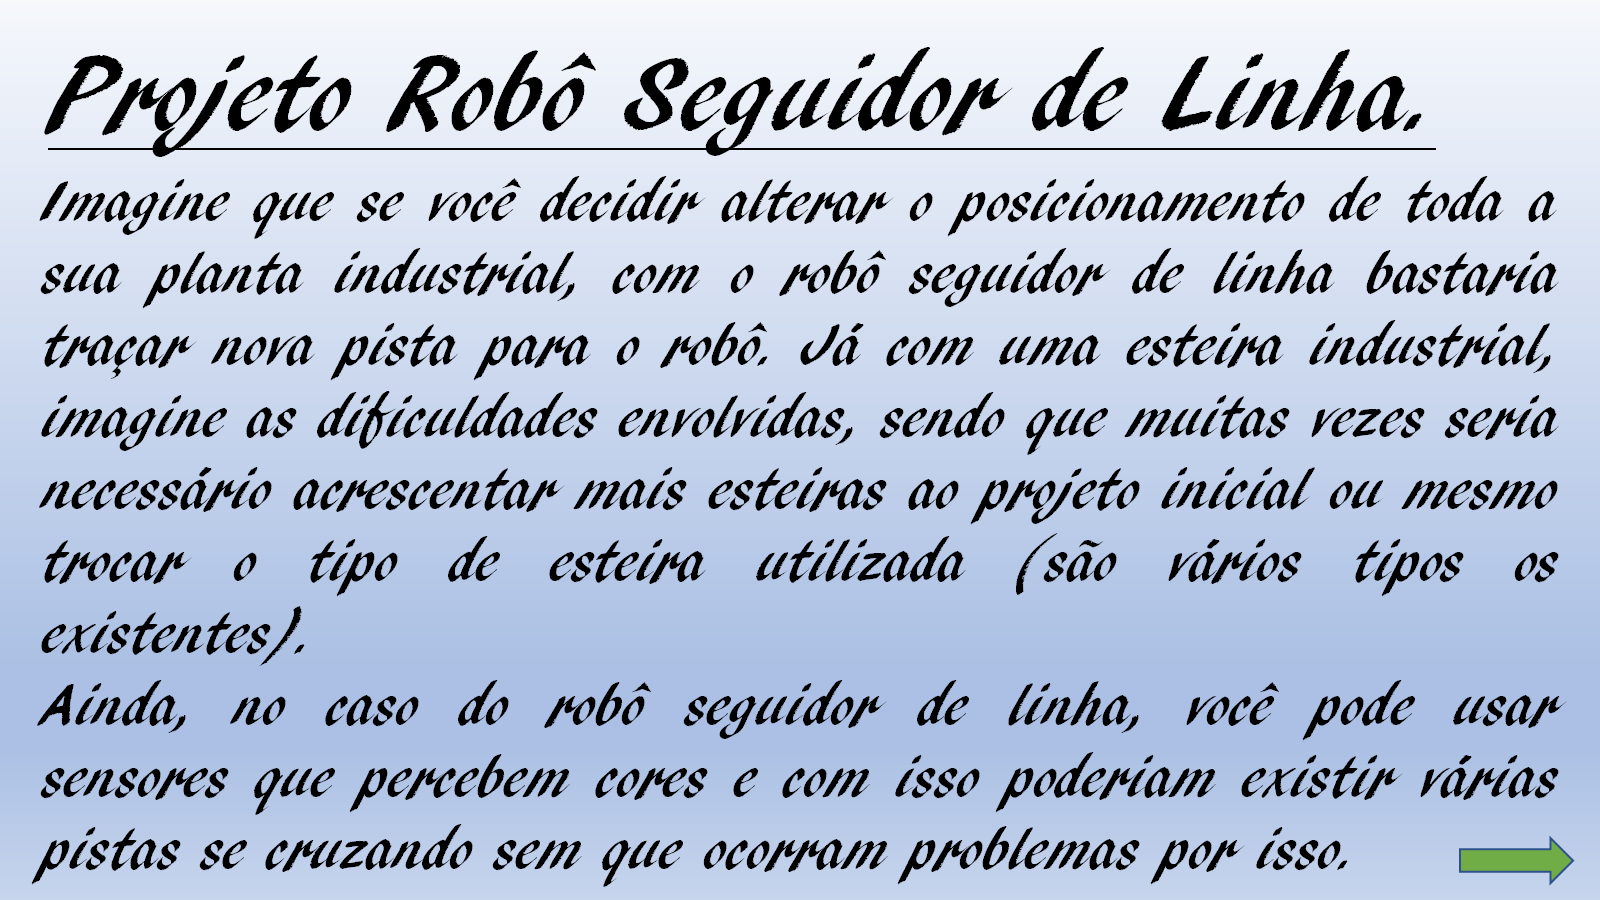 Projeto Robô Seguidor de Linha.
Imagine que se você decidir alterar o posicionamento de toda a
sua planta industrial, com o robô seguidor de linha bastaria
traçar nova pista para o robô. Já com uma esteira industrial,
imagine as dificuldades envolvidas, sendo que muitas vezes seria
necessário acrescentar mais esteiras ao projeto inicial ou mesmo
trocar o tipo de esteira utilizada (são vários tipos os
existentes).
Ainda, no caso do robô seguidor de linha, você pode usar
sensores que percebem cores e com isso poderiam existir várias
pistas se cruzando sem que ocorram problemas por isso.